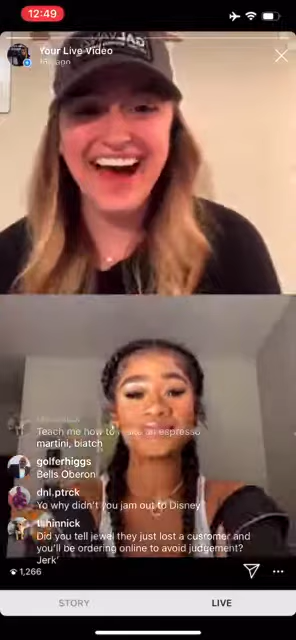 12:49
Your Live Video
ago
Teach me how to make an espresso
martini, biatch
golferhiggs
Bells Oberon
dnl.ptrck
Yo why didn't you jam out to Disney
Did you tell jewel they just lost a customer and
you'll be ordering online to avoid judgement?
Jerk
1,266
STORY
LIVE